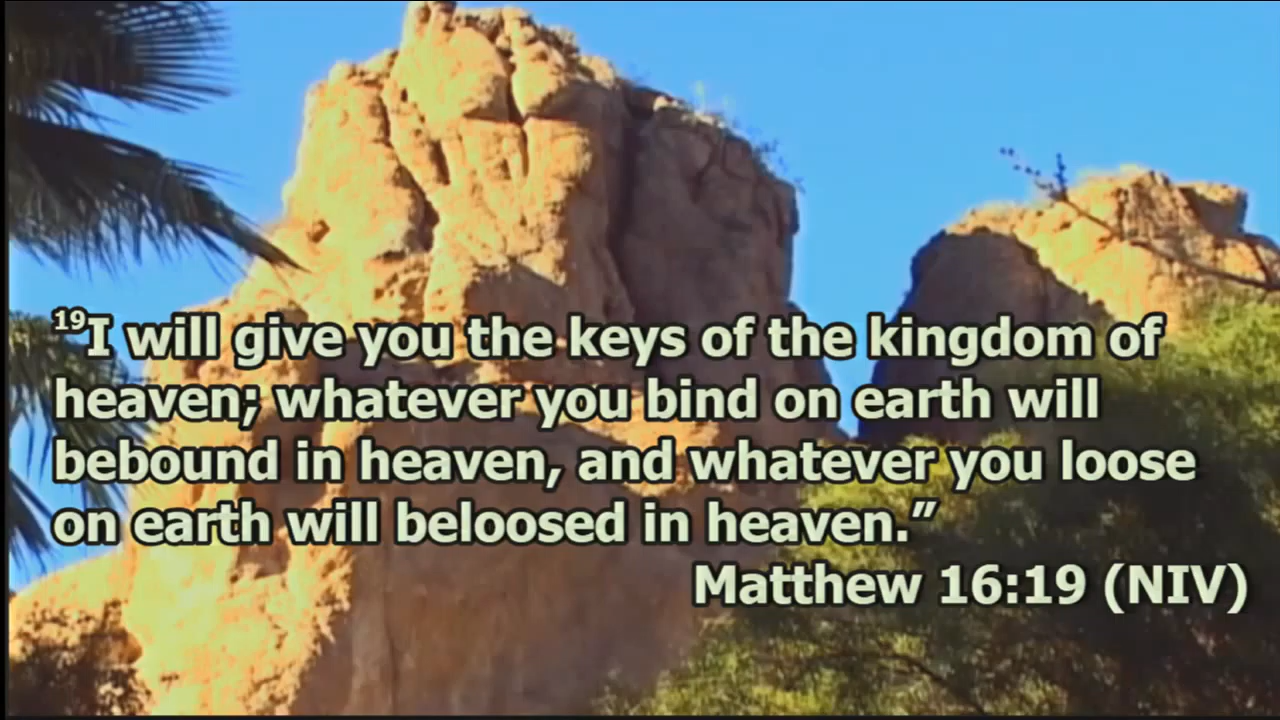 19I will give you the keys of the kingdom of
heaven; whatever you bind on earth will
bebound in heaven, and whatever you loose
on earth will beloosed in heaven.”
Matthew 16:19 (NIV)